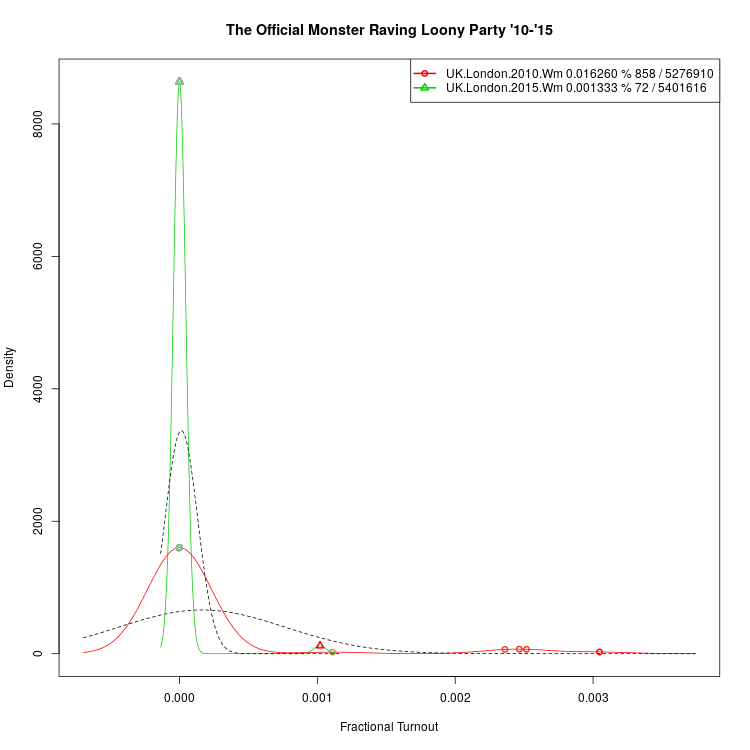 The Official Monster Raving Loony Party '10-'15
UK.London.2010.Wm 0.016260 % 858 / 5276910
UK.London.2015.Wm 0.001333 % 72 / 5401616
Density
8000
6000
4000
2000
0
0.000 0.001 0.002 0.003
Fractional Turnout